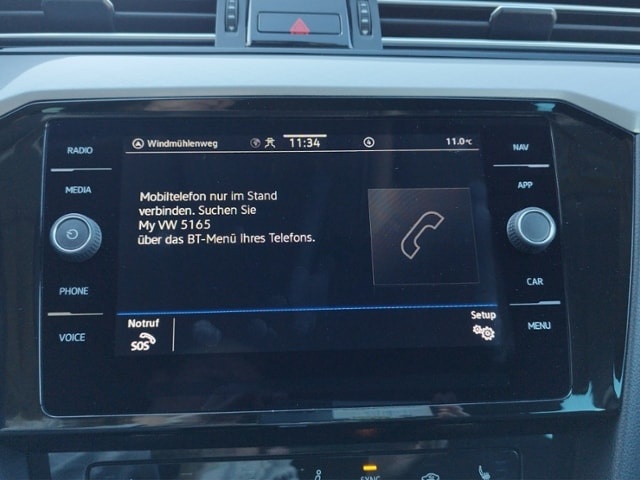 RADIO
MEDIA
PHONE
VOICE
Windmühlenweg
11:34
11.0°C
Mobiltelefon nur im Stand
verbinden. Suchen Sie
My VW 5165
über das BT-Menü Ihres Telefons.
Notruf
SOS
Setup
NAV
APP
CAR
MENU
SYNC